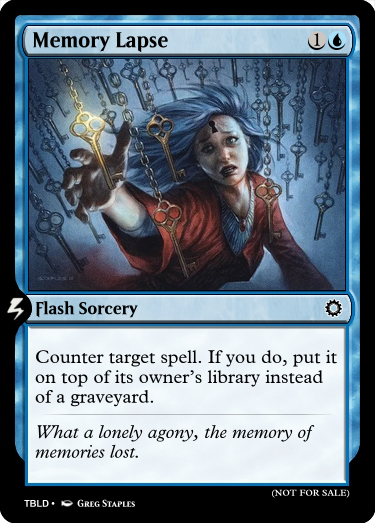 Memory Lapse
1
Flash Sorcery
Counter target spell. If you do, put it
on top of its owner's library instead
of a graveyard.
What a lonely agony, the memory of
memories lost.
(NOT FOR SALE)
TBLD • Greg Staples